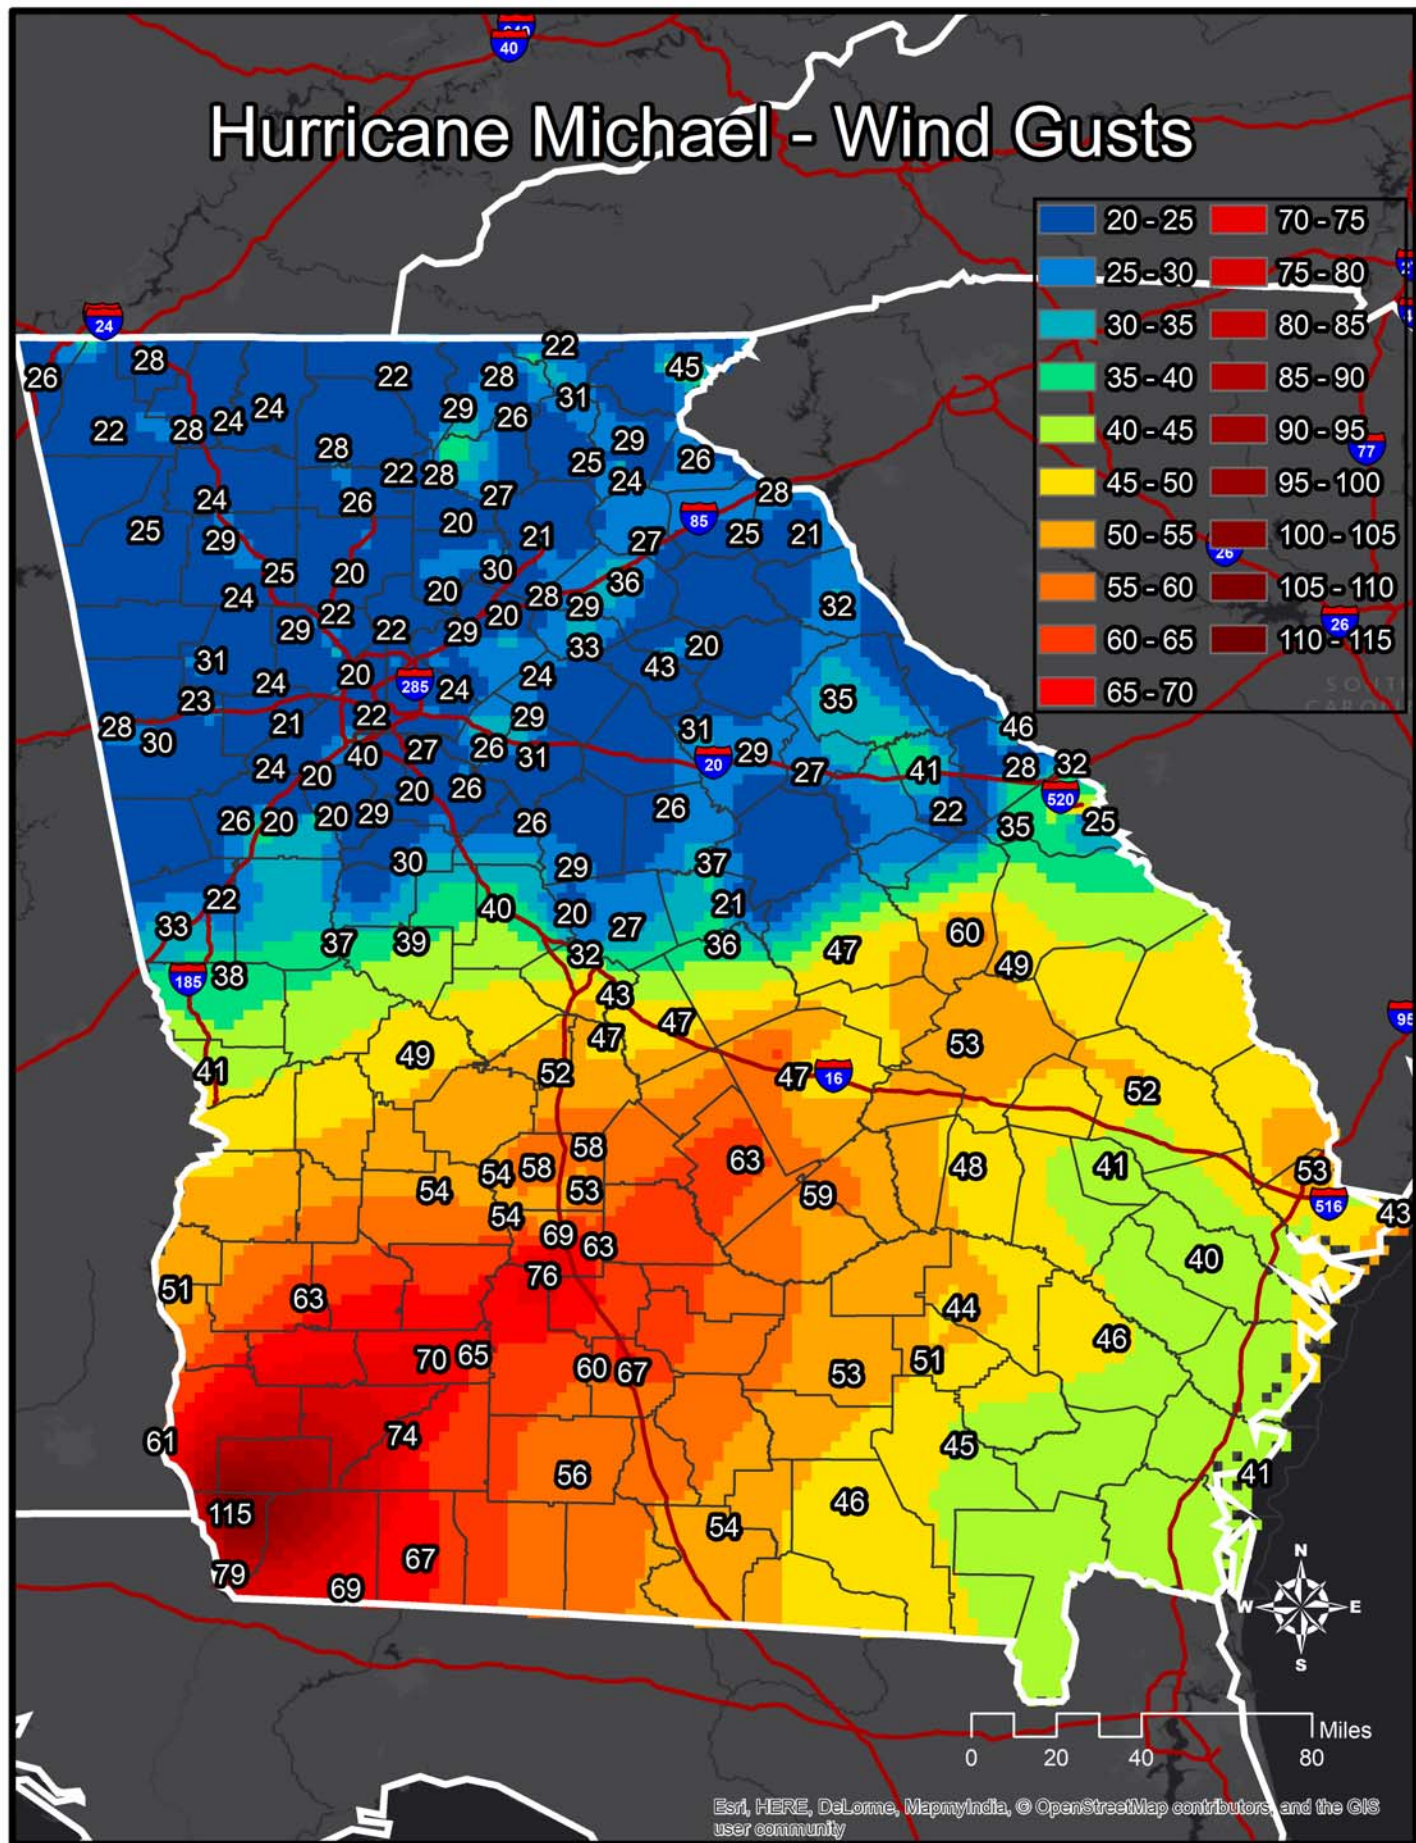 40
Hurricane Michael - Wind Gusts
20 - 25 70 - 75
25 - 30 75 - 80
30 - 35 80 - 85
35 - 40 85 - 90
40 - 45 90 - 95
45 - 50 95 - 100
50 - 55 100 - 105
55 - 60 105 - 110
60 - 65 110 - 115
65 - 70
24
77
26
26
22
28
26 22 28 45
31
24 29 26
24
22 28 29
28 25 26
22 28 24
24 26 27 28
85
25 29 20 21 27 25 21
25 20 30
36
24 20 28 29 32
22 20
29 22 29 33 20
31 43
24 20 285 24 24
23 35
28 21 22 29 31 46
30 40 27 26 31 20 29
24 20 27 41 28 32
20 26 520
26 20 20 29 26 26 22 35 25
30 29 37
22 40 20 21
33 27 60
37 39 32 36 47 49
185 38
43
47 47
49 53
41 52 47 16
52
58
54 58 63 48 41 53
54 53 59
516
54 43
69 63 40
76
51 63 44
46
70 65 60 67 53 51
61 74 45
56 41
115 46
54
67
79 69
95
N
W E
S
Miles
0 20 40 80
Esri, HERE, DeLorme, MapmyIndia, © OpenStreetMap contributors, and the GIS
user community